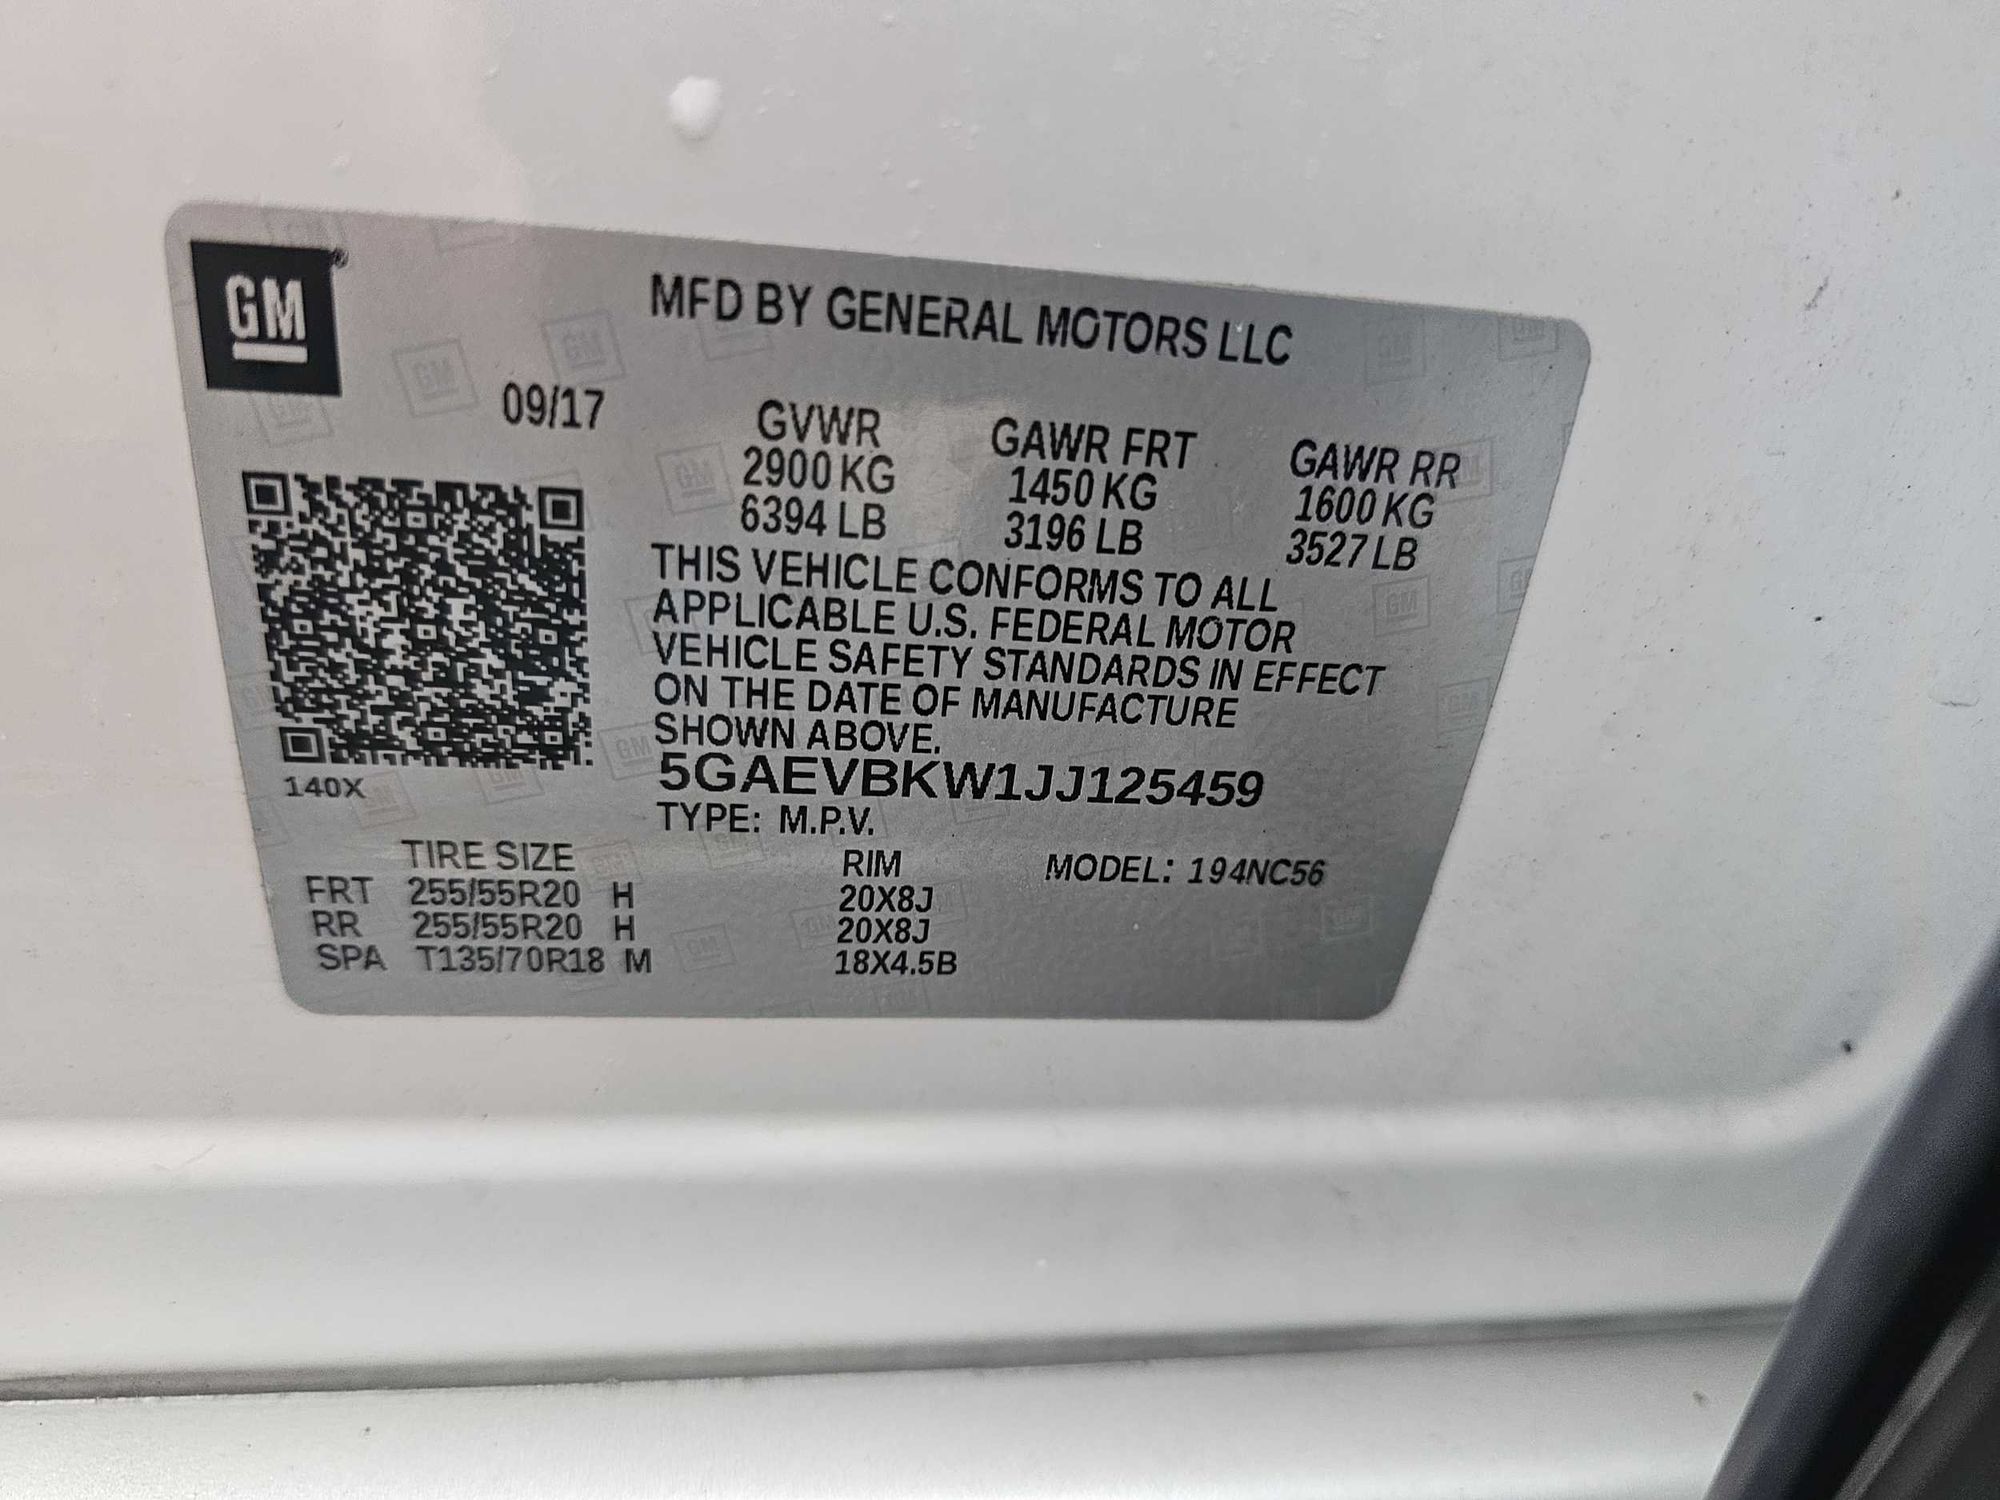 GM
MFD BY GENERAL MOTORS LLC
09/17
GVWR GAWR FRT GAWR RR
2900 KG 1450 KG 1600 KG
6394 LB 3196 LB 3527 LB
THIS VEHICLE CONFORMS TO ALL
APPLICABLE U.S. FEDERAL MOTOR
VEHICLE SAFETY STANDARDS IN EFFECT
ON THE DATE OF MANUFACTURE
SHOWN ABOVE.
5GAEVBKW1JJ125459
140X
TYPE: M.P.V.
TIRE SIZE RIM MODEL: 194NC56
FRT 255/55R20 H 20X8J
RR 255/55R20 H 20X8J
SPA T135/70R18 M 18X4.5B